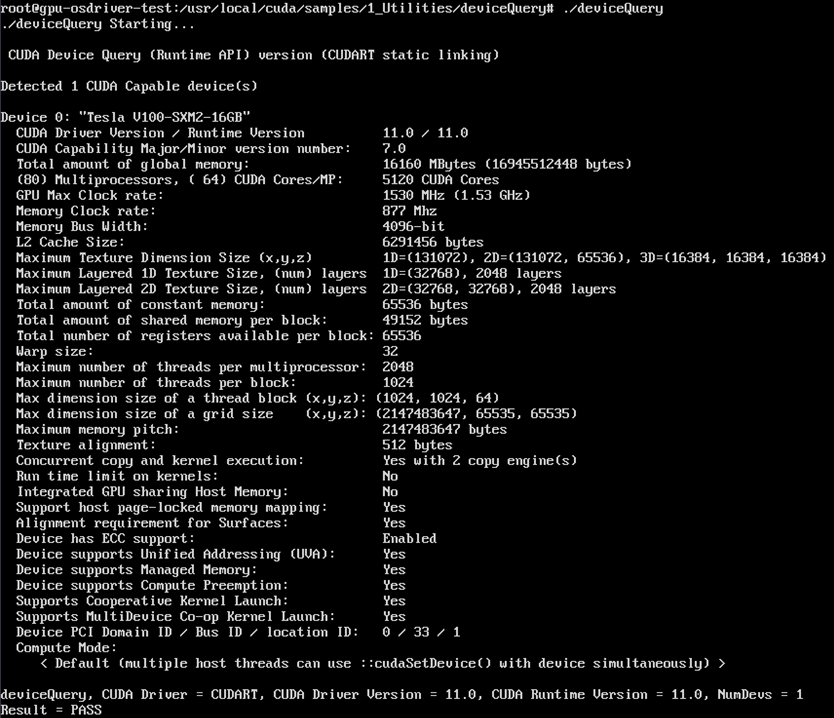 root@gpu-osdriver-test:/usr/local/cuda/samples/1_Utilities/deviceQuery# ./deviceQuery
./deviceQuery Starting...

 CUDA Device Query (Runtime API) version (CUDART static linking)

Detected 1 CUDA Capable device(s)

Device 0: "Tesla V100-SXM2-16GB"
  CUDA Driver Version / Runtime Version          11.0 / 11.0
  CUDA Capability Major/Minor version number:    7.0
  Total amount of global memory:                 16160 MBytes (16945512448 bytes)
  (80) Multiprocessors, ( 64) CUDA Cores/MP:     5120 CUDA Cores
  GPU Max Clock rate:                            1530 MHz (1.53 GHz)
  Memory Clock rate:                             877 Mhz
  Memory Bus Width:                              4096-bit
  L2 Cache Size:                                 6291456 bytes
  Maximum Texture Dimension Size (x,y,z)         1D=(131072), 2D=(131072, 65536), 3D=(16384, 16384, 16384)
  Maximum Layered 1D Texture Size, (num) layers  1D=(32768), 2048 layers
  Maximum Layered 2D Texture Size, (num) layers  2D=(32768, 32768), 2048 layers
  Total amount of constant memory:               65536 bytes
  Total amount of shared memory per block:       49152 bytes
  Total number of registers available per block: 65536
  Warp size:                                     32
  Maximum number of threads per multiprocessor:  2048
  Maximum number of threads per block:           1024
  Max dimension size of a thread block (x,y,z): (1024, 1024, 64)
  Max dimension size of a grid size    (x,y,z): (2147483647, 65535, 65535)
  Maximum memory pitch:                          2147483647 bytes
  Texture alignment:                             512 bytes
  Concurrent copy and kernel execution:          Yes with 2 copy engine(s)
  Run time limit on kernels:                     No
  Integrated GPU sharing Host Memory:            No
  Support host page-locked memory mapping:       Yes
  Alignment requirement for Surfaces:            Yes
  Device has ECC support:                        Enabled
  Device supports Unified Addressing (UVA):      Yes
  Device supports Managed Memory:                Yes
  Device supports Compute Preemption:            Yes
  Supports Cooperative Kernel Launch:            Yes
  Supports MultiDevice Co-op Kernel Launch:      Yes
  Device PCI Domain ID / Bus ID / location ID:   0 / 33 / 1
  Compute Mode:
     < Default (multiple host threads can use ::cudaSetDevice() with device simultaneously) >

deviceQuery, CUDA Driver = CUDART, CUDA Driver Version = 11.0, CUDA Runtime Version = 11.0, NumDevs = 1
Result = PASS